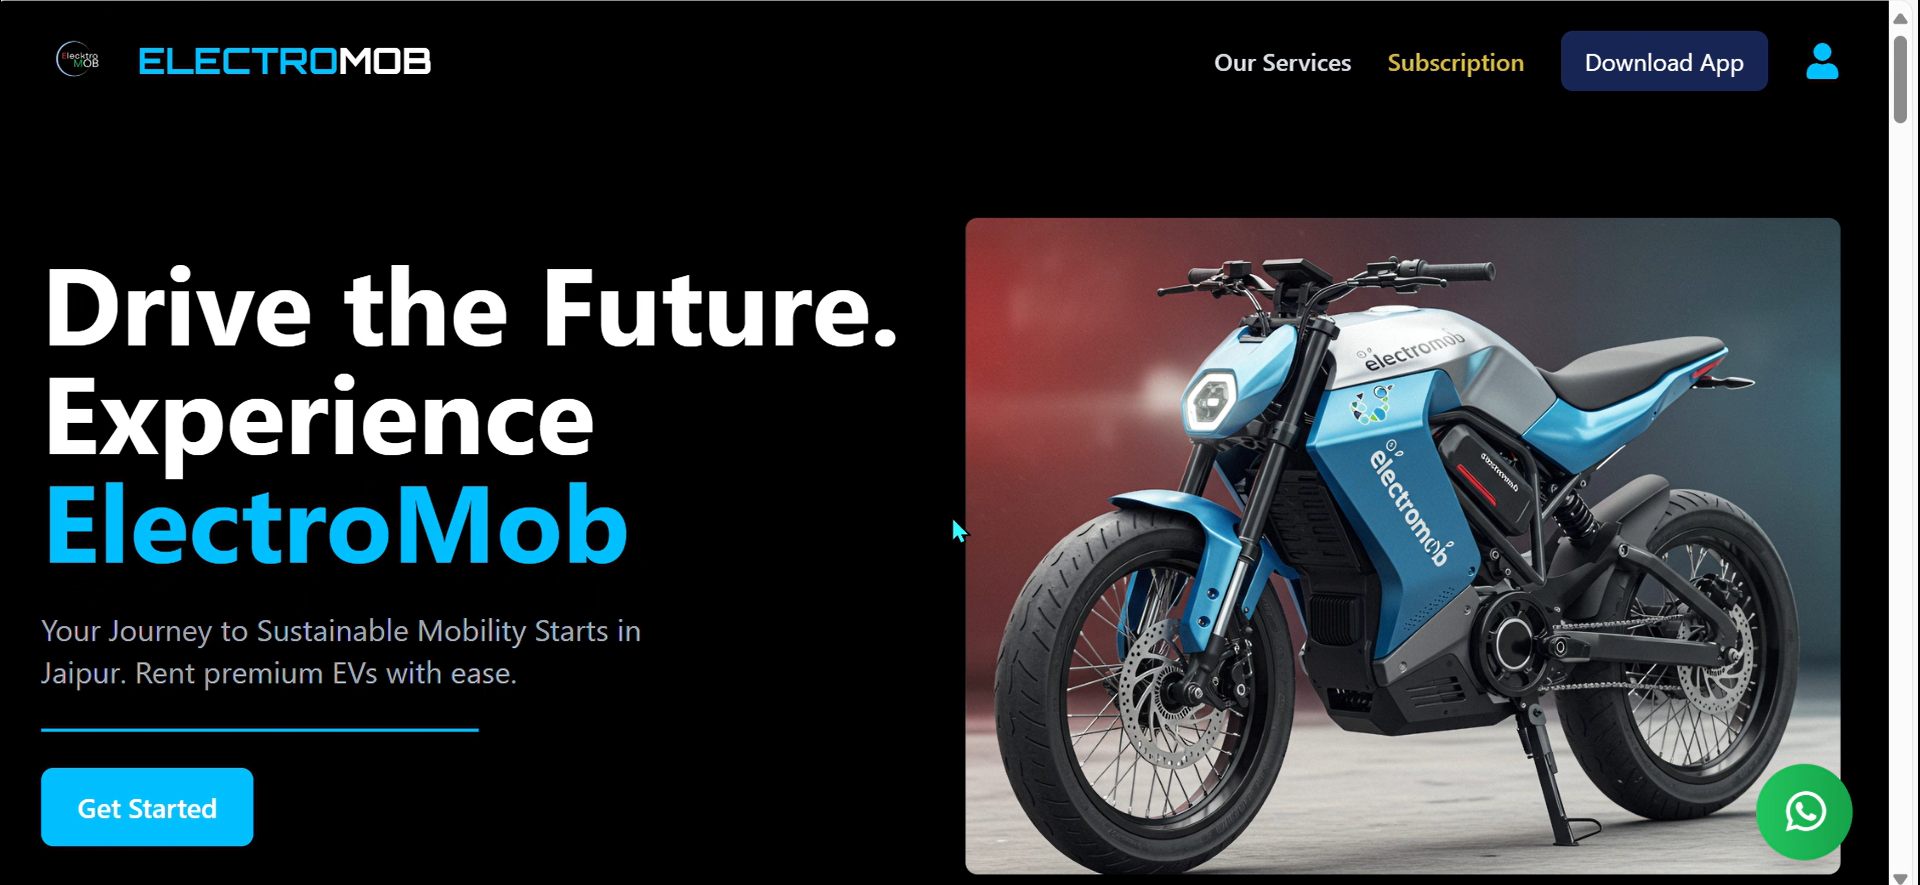 Elecktro
MOB
ELECTROMOB
Our Services
Subscription
Download App
Drive the Future.
Experience
ElectroMob
Your Journey to Sustainable Mobility Starts in
Jaipur. Rent premium EVs with ease.
Get Started
electromob
electromob